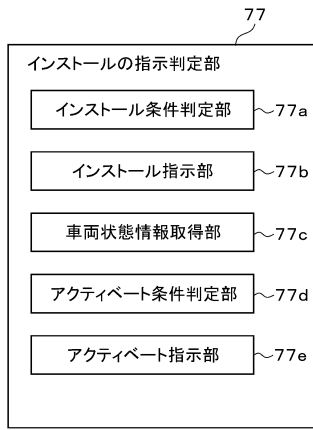 77
インストールの指示判定部
インストール条件判定部 77a
インストール指示部 77b
車両状態情報取得部 77c
アクティベート条件判定部 77d
アクティベート指示部 77e